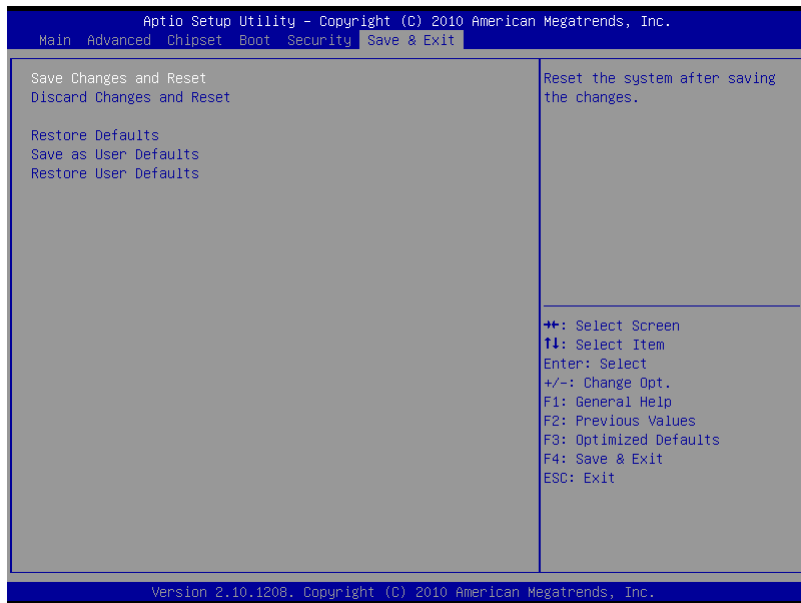 Aptio Setup Utility – Copyright (C) 2010 American Megatrends, Inc.
Main Advanced Chipset Boot Security Save & Exit
Save Changes and Reset
Discard Changes and Reset
Restore Defaults
Save as User Defaults
Restore User Defaults
Reset the system after saving
the changes.
→←: Select Screen
↑↓: Select Item
Enter: Select
+/-: Change Opt.
F1: General Help
F2: Previous Values
F3: Optimized Defaults
F4: Save & Exit
ESC: Exit
Version 2.10.1208. Copyright (C) 2010 American Megatrends, Inc.